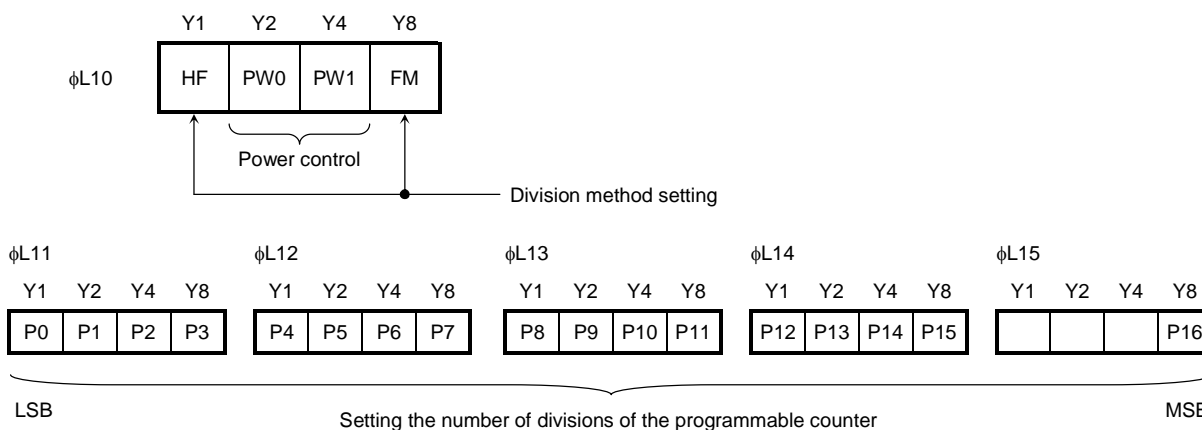 Y1 Y2 Y4 Y8
ϕL10 HF PW0 PW1 FM
Power control
Division method setting
ϕL11 ϕL12 ϕL13 ϕL14 ϕL15
Y1 Y2 Y4 Y8 Y1 Y2 Y4 Y8 Y1 Y2 Y4 Y8 Y1 Y2 Y4 Y8 Y1 Y2 Y4 Y8
P0 P1 P2 P3 P4 P5 P6 P7 P8 P9 P10 P11 P12 P13 P14 P15 P16
LSB Setting the number of divisions of the programmable counter MSB